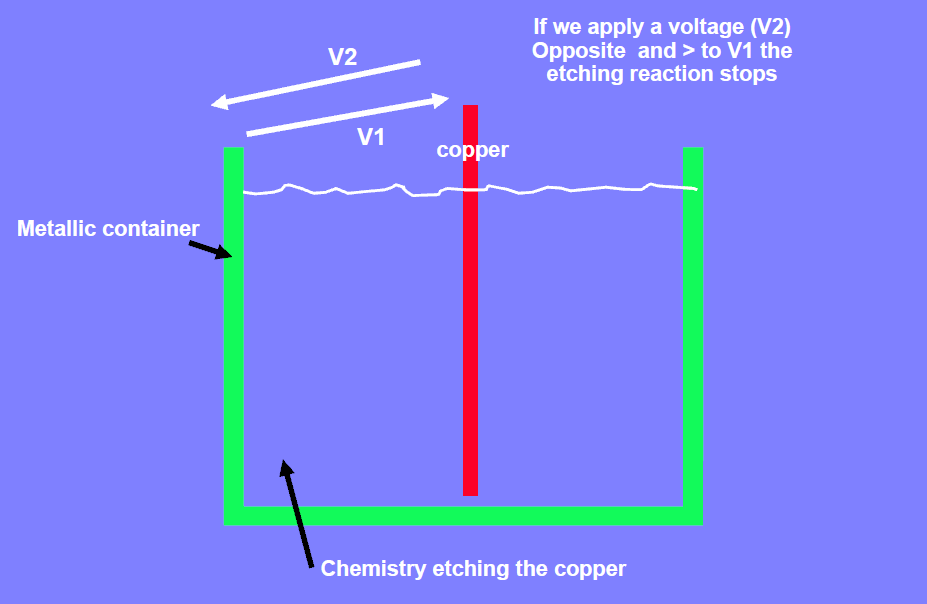 If we apply a voltage (V2)
Opposite and > to V1 the
etching reaction stops
V2
V1
copper
Metallic container
Chemistry etching the copper